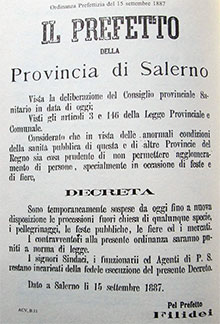 Ordinanza Prefettizia del 15 settembre 1887
IL PREFETTO
DELLA
Provincia di Salerno
Vista la deliberazione del Consiglio provinciale Sa-
nitario in data di oggi;
Visti gli articoli 3 e 146 della Legge Provinciale e
Comunale.
Considerato che in vista delle anormali condizioni
della sanità pubblica di questa e di altre Provincie del
Regno sia cosa prudente di non permettere agglomera-
mento di persone, specialmente in occasione di feste e
di fiere,
DECRETA
Sono temporaneamente sospese da oggi fino a nuova
disposizione le processioni fuori chiesa di qualunque specie,
i pellegrinaggi, le feste pubbliche, le fiere ed i mercati.
I contravventori alla presente ordinanza saranno pu-
niti a norma di legge.
I signori Sindaci, i funzionarii ed Agenti di P. S.
restano incaricati della fedele esecuzione del presente Decreto.
Dato a Salerno li 15 settembre 1887.
Pel Prefetto
Filidei